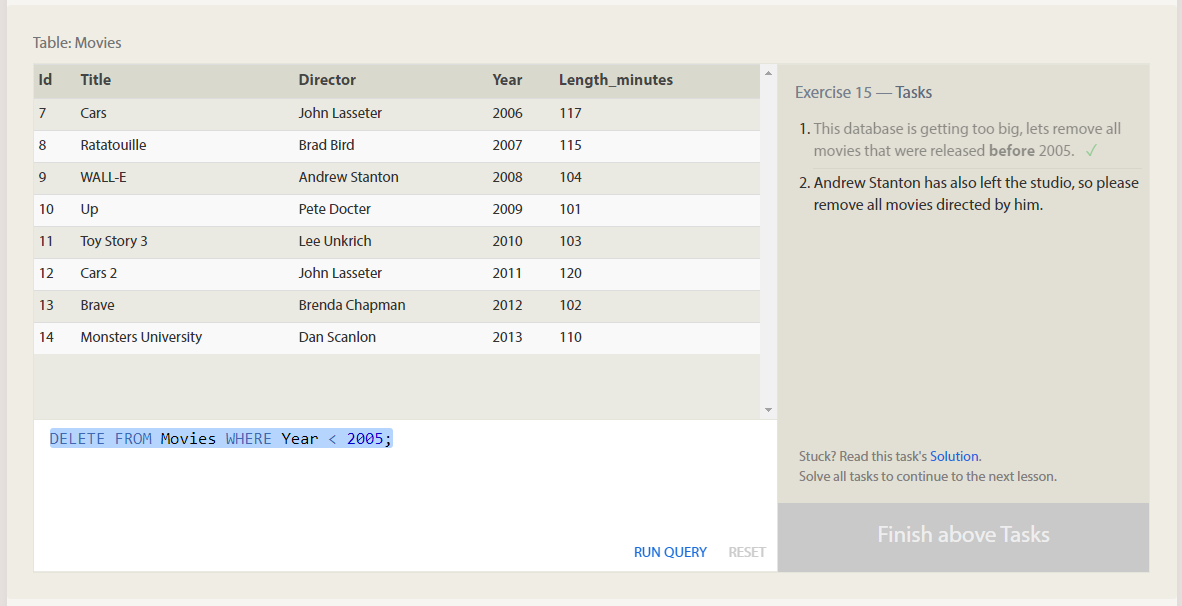 Table: Movies
Id Title Director Year Length_minutes
7 Cars John Lasseter 2006 117
8 Ratatouille Brad Bird 2007 115
9 WALL-E Andrew Stanton 2008 104
10 Up Pete Docter 2009 101
11 Toy Story 3 Lee Unkrich 2010 103
12 Cars 2 John Lasseter 2011 120
13 Brave Brenda Chapman 2012 102
14 Monsters University Dan Scanlon 2013 110
DELETE FROM Movies WHERE Year < 2005;
RUN QUERY RESET
Exercise 15 — Tasks
1. This database is getting too big, lets remove all
movies that were released before 2005. ✓
2. Andrew Stanton has also left the studio, so please
remove all movies directed by him.
Stuck? Read this task's Solution.
Solve all tasks to continue to the next lesson.
Finish above Tasks